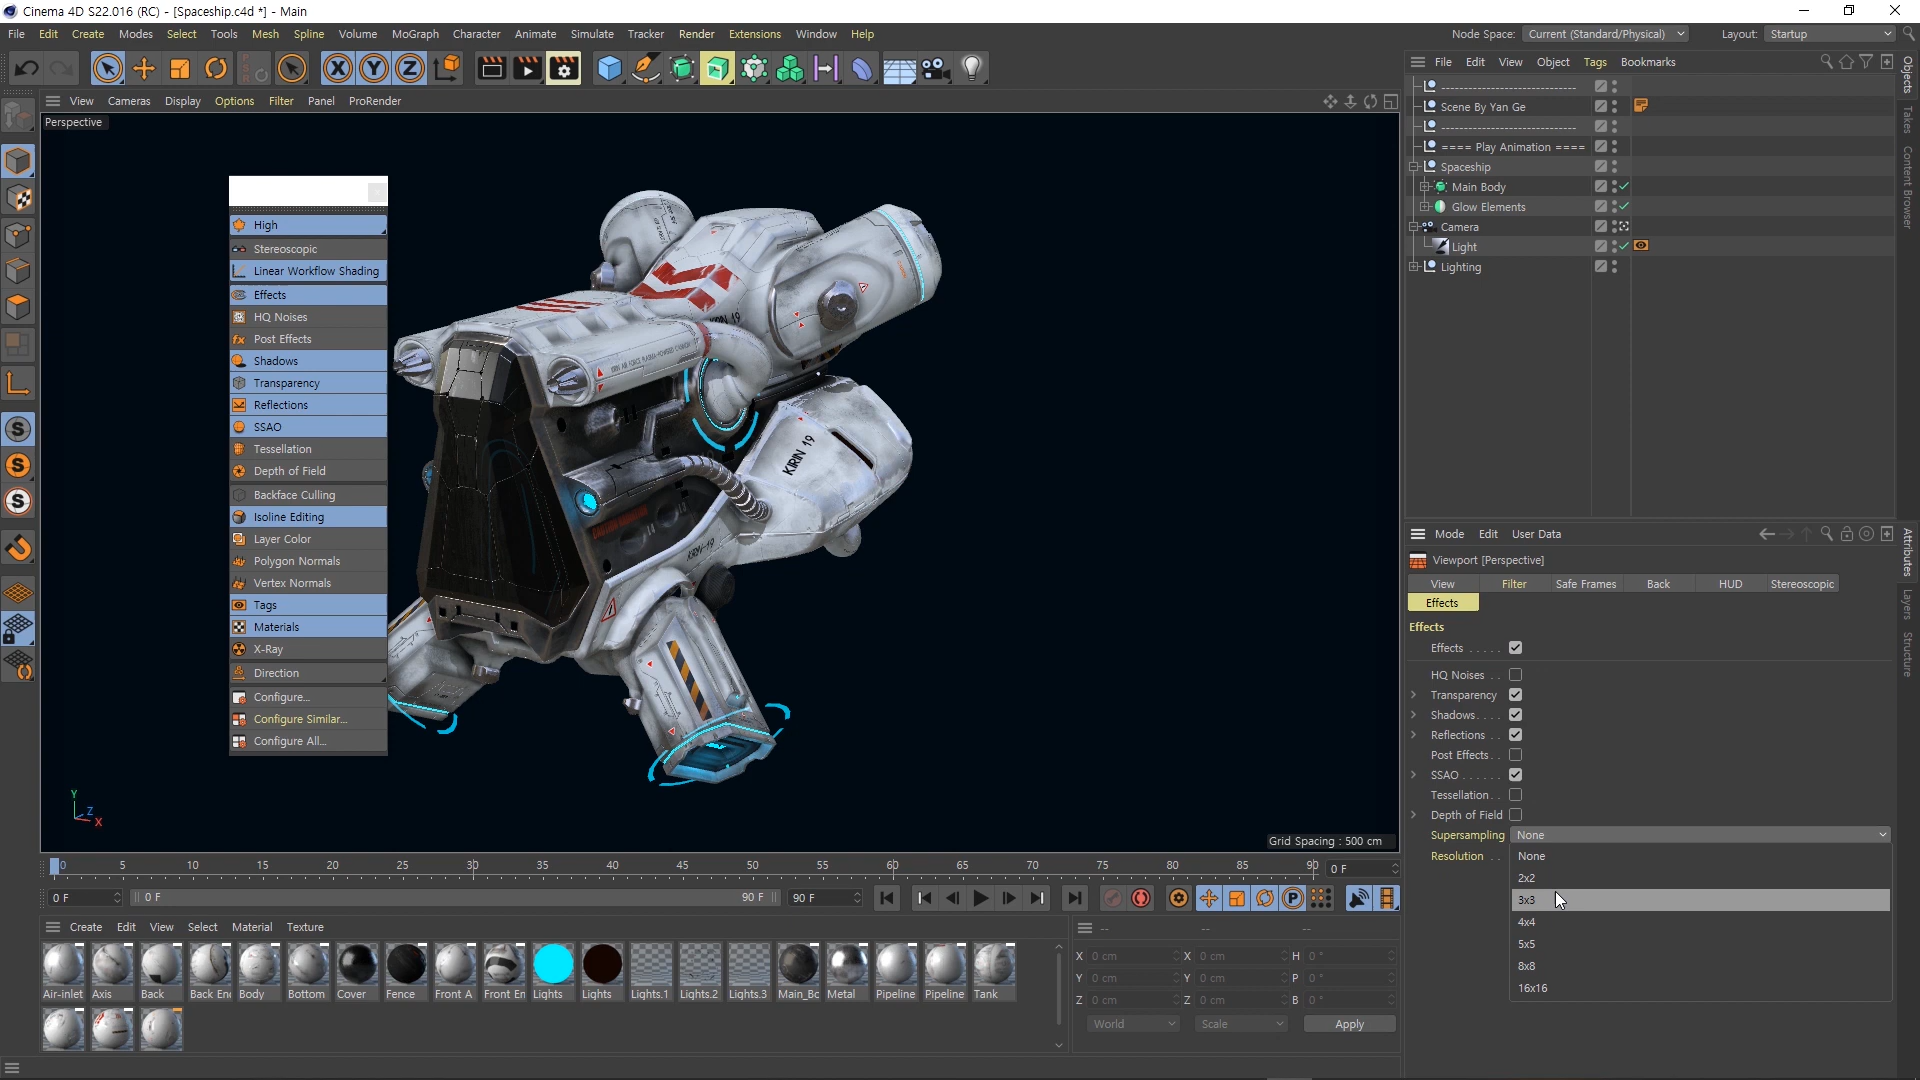 Cinema 4D S22.016 (RC) - [Spaceship.c4d *] - Main
File Edit Create Modes Select Tools Mesh Spline Volume MoGraph Character Animate Simulate Tracker Render Extensions Window Help
Node Space: Current (Standard/Physical) Layout: Startup
View Cameras Display Options Filter Panel ProRender
Perspective
High
Stereoscopic
Linear Workflow Shading
Effects
HQ Noises
Post Effects
Shadows
Transparency
Reflections
SSAO
Tessellation
Depth of Field
Backface Culling
Isoline Editing
Layer Color
Polygon Normals
Vertex Normals
Tags
Materials
X-Ray
Direction
Configure...
Configure Similar...
Configure All...
KIRIN 19
KIRIN-19
Y
Z
X
Grid Spacing : 500 cm
0 5 10 15 20 25 30 35 40 45 50 55 60 65 70 75 80 85 90 0 F
0 F 0 F 90 F 90 F
Create Edit View Select Material Texture
Air-inlet Axis Back Back En Body Bottom Cover Fence Front A Front En Lights Lights Lights.1 Lights.2 Lights.3 Main_Bc Metal Pipeline Pipeline Tank
-- -- --
X 0 cm X 0 cm H 0 °
Y 0 cm Y 0 cm P 0 °
Z 0 cm Z 0 cm B 0 °
World Scale Apply
File Edit View Object Tags Bookmarks
------------------------------
Scene By Yan Ge
------------------------------
==== Play Animation ====
Spaceship
Main Body
Glow Elements
Camera
Light
Lighting
Objects
Takes
Content Browser
Mode Edit User Data
Viewport [Perspective]
View Filter Safe Frames Back HUD Stereoscopic
Effects
Effects
Effects . . . . .
HQ Noises . .
Transparency
Shadows. . . .
Reflections . .
Post Effects. .
SSAO . . . . . .
Tessellation. .
Depth of Field
Supersampling None
Resolution . .
None
2x2
3x3
4x4
5x5
8x8
16x16
Attributes
Layers
Structure